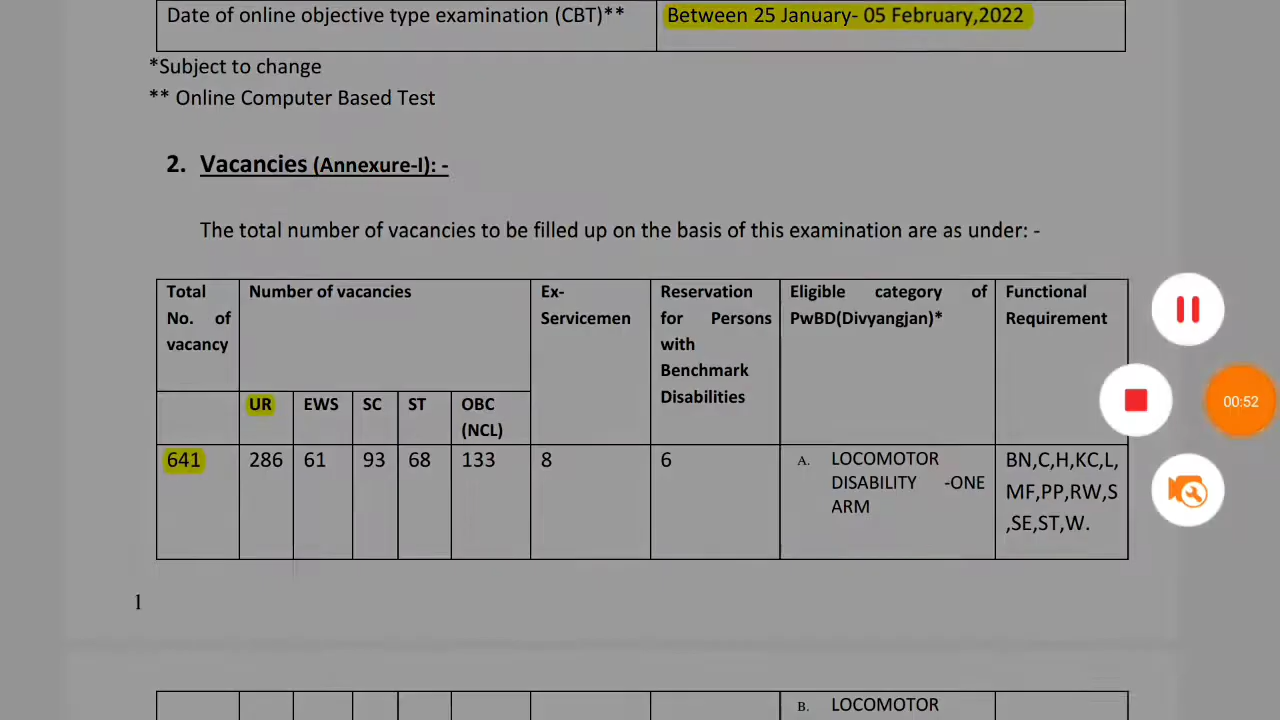 Date of online objective type examination (CBT)** Between 25 January- 05 February,2022
*Subject to change
** Online Computer Based Test
2. Vacancies (Annexure-I): -
The total number of vacancies to be filled up on the basis of this examination are as under: -
Total No. of vacancy
Number of vacancies
Ex-Servicemen
Reservation for Persons with Benchmark Disabilities
Eligible category of PwBD(Divyangjan)*
Functional Requirement
UR EWS SC ST OBC (NCL)
641 286 61 93 68 133 8 6
A. LOCOMOTOR
DISABILITY -ONE
ARM
BN,C,H,KC,L,
MF,PP,RW,S
,SE,ST,W.
00:52
1
B. LOCOMOTOR